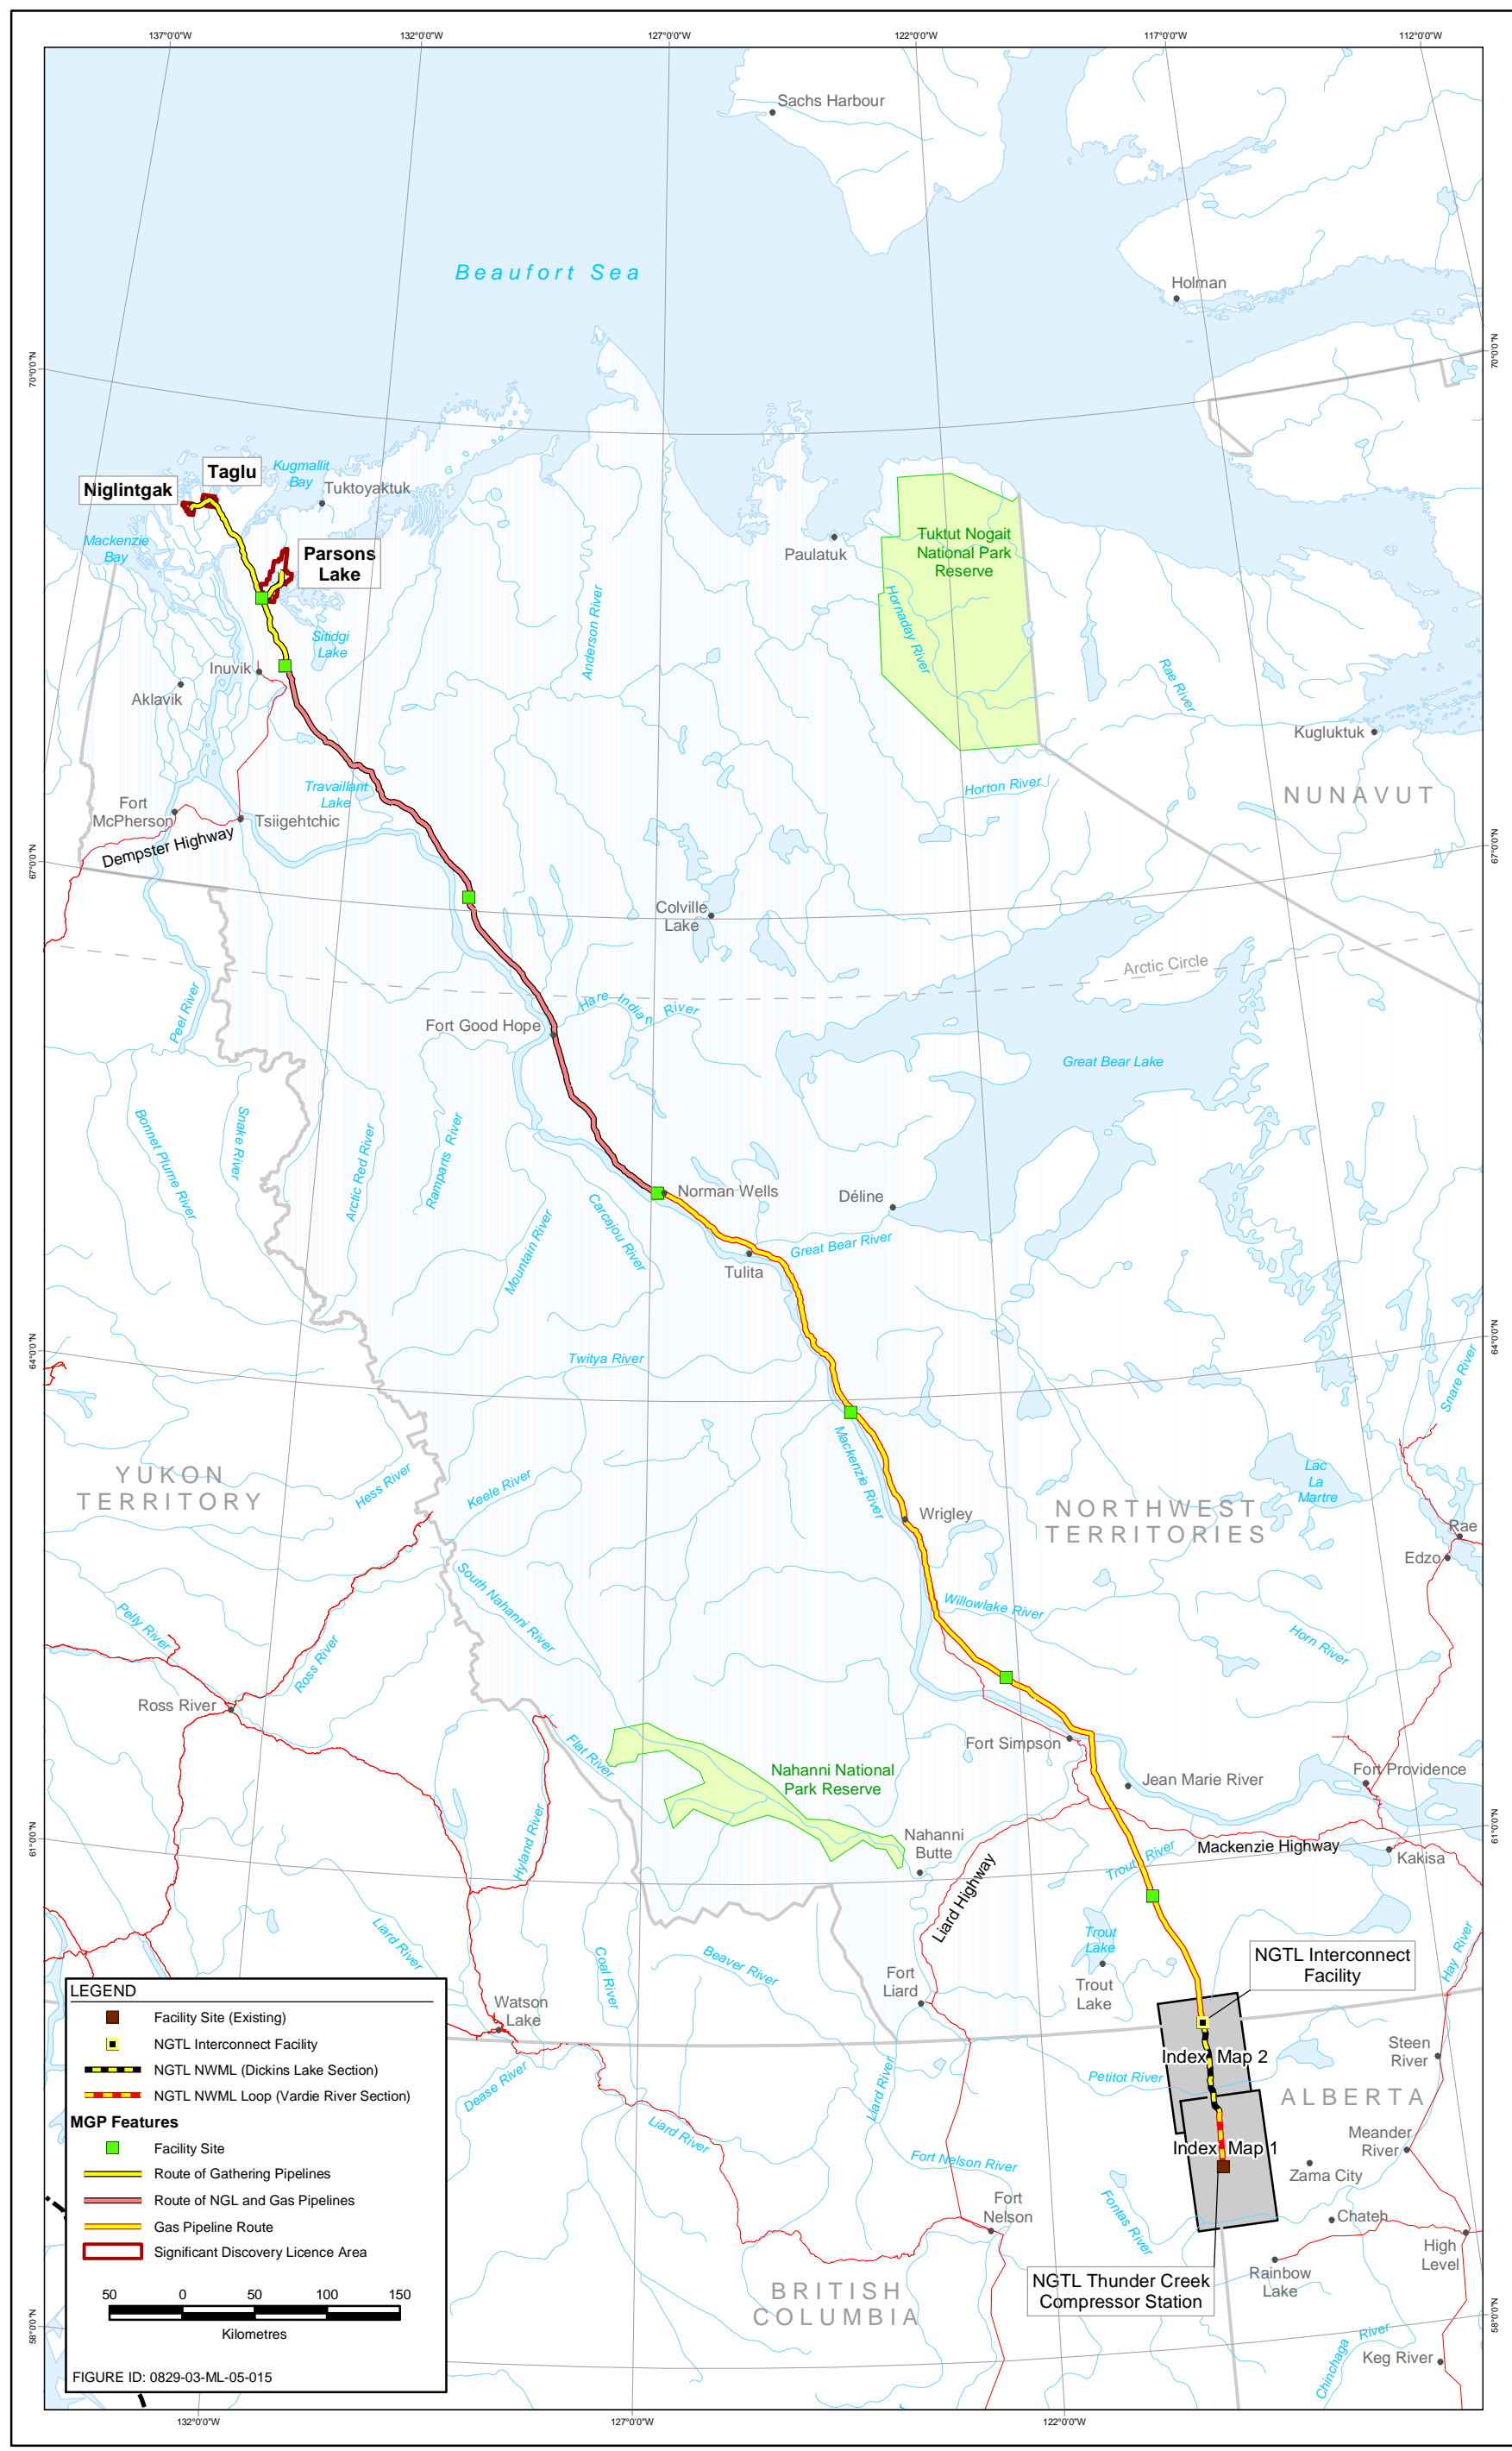 137°0'0"W
132°0'0"W
127°0'0"W
122°0'0"W
117°0'0"W
112°0'0"W
Sachs Harbour
Beaufort Sea
Holman
70°0'0"N
70°0'0"N
Taglu
Niglintgak
Kugmallit
Bay
Tuktoyaktuk
Mackenzie
Bay
Parsons
Lake
Paulatuk
Tuktut Nogait
National Park
Reserve
Hornaday River
Anderson River
Sitidgi
Lake
Inuvik
Aklavik
Rae River
Kugluktuk
Travaillant
Lake
Horton River
NUNAVUT
Fort
McPherson
Tsiigehtchic
Dempster Highway
67°0'0"N
67°0'0"N
Colville
Lake
Arctic Circle
Peel River
Hare Indian River
Fort Good Hope
Great Bear Lake
Bonnet Plume River
Snake River
Arctic Red River
Ramparts River
Mountain River
Carcajou River
Norman Wells
Déline
Great Bear River
Tulita
64°0'0"N
64°0'0"N
Twitya River
Snare River
Mackenzie River
YUKON
TERRITORY
Hess River
Keele River
Lac
La
Martre
NORTHWEST
TERRITORIES
Wrigley
Rae
Edzo
South Nahanni River
Willowlake River
Horn River
Pelly River
Ross River
Ross River
Fort Simpson
Flat River
Nahanni National
Park Reserve
Jean Marie River
Fort Providence
61°0'0"N
61°0'0"N
Hyland River
Nahanni
Butte
Trout River
Mackenzie Highway
Kakisa
Liard Highway
Liard River
Coal River
Beaver River
Trout
Lake
Trout
Lake
Fort
Liard
NGTL Interconnect
Facility
Hay River
Watson
Lake
Dease River
Liard River
Liard River
Petitot River
Index Map 2
Steen
River
ALBERTA
Meander
River
Index Map 1
Zama City
Fort Nelson River
Fontas River
Chateh
Fort
Nelson
High
Level
Rainbow
Lake
NGTL Thunder Creek
Compressor Station
BRITISH
COLUMBIA
Chinchaga River
Keg River
58°0'0"N
58°0'0"N
LEGEND
Facility Site (Existing)
NGTL Interconnect Facility
NGTL NWML (Dickins Lake Section)
NGTL NWML Loop (Vardie River Section)
MGP Features
Facility Site
Route of Gathering Pipelines
Route of NGL and Gas Pipelines
Gas Pipeline Route
Significant Discovery Licence Area
50 0 50 100 150
Kilometres
FIGURE ID: 0829-03-ML-05-015
132°0'0"W
127°0'0"W
122°0'0"W